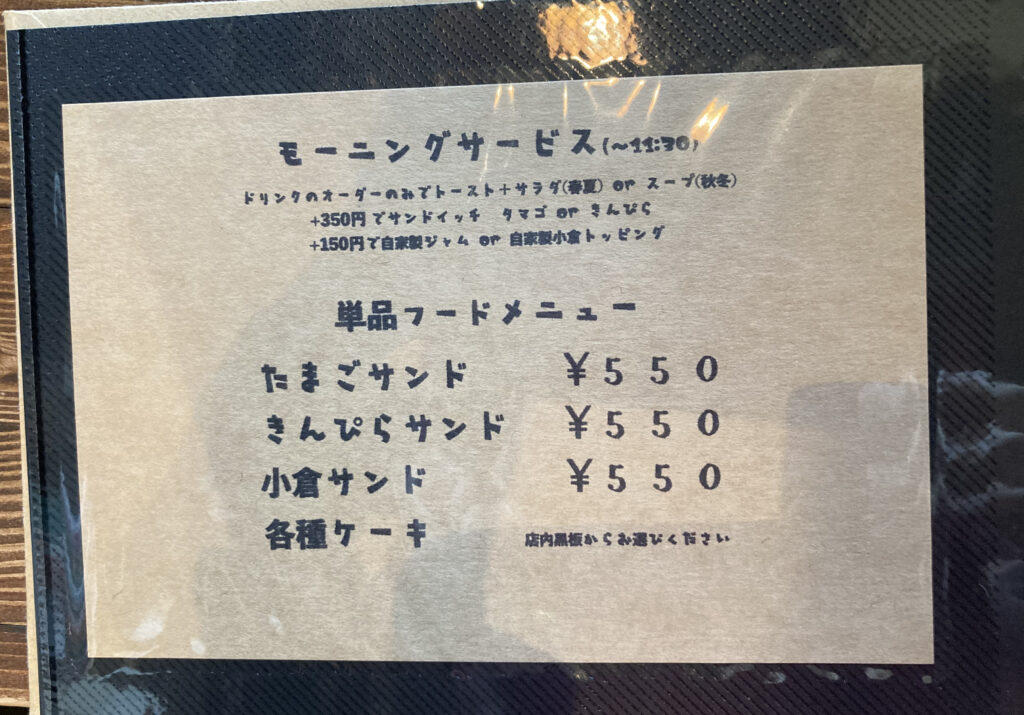 モーニングサービス(〜11:30)
ドリンクのオーダーのみでトースト+サラダ(春夏) or スープ(秋冬)
+350円でサンドイッチ タマゴ or きんぴら
+150円で自家製ジャム or 自家製小倉トッピング
単品フードメニュー
たまごサンド ¥550
きんぴらサンド ¥550
小倉サンド ¥550
各種ケーキ 店内黒板からお選びください